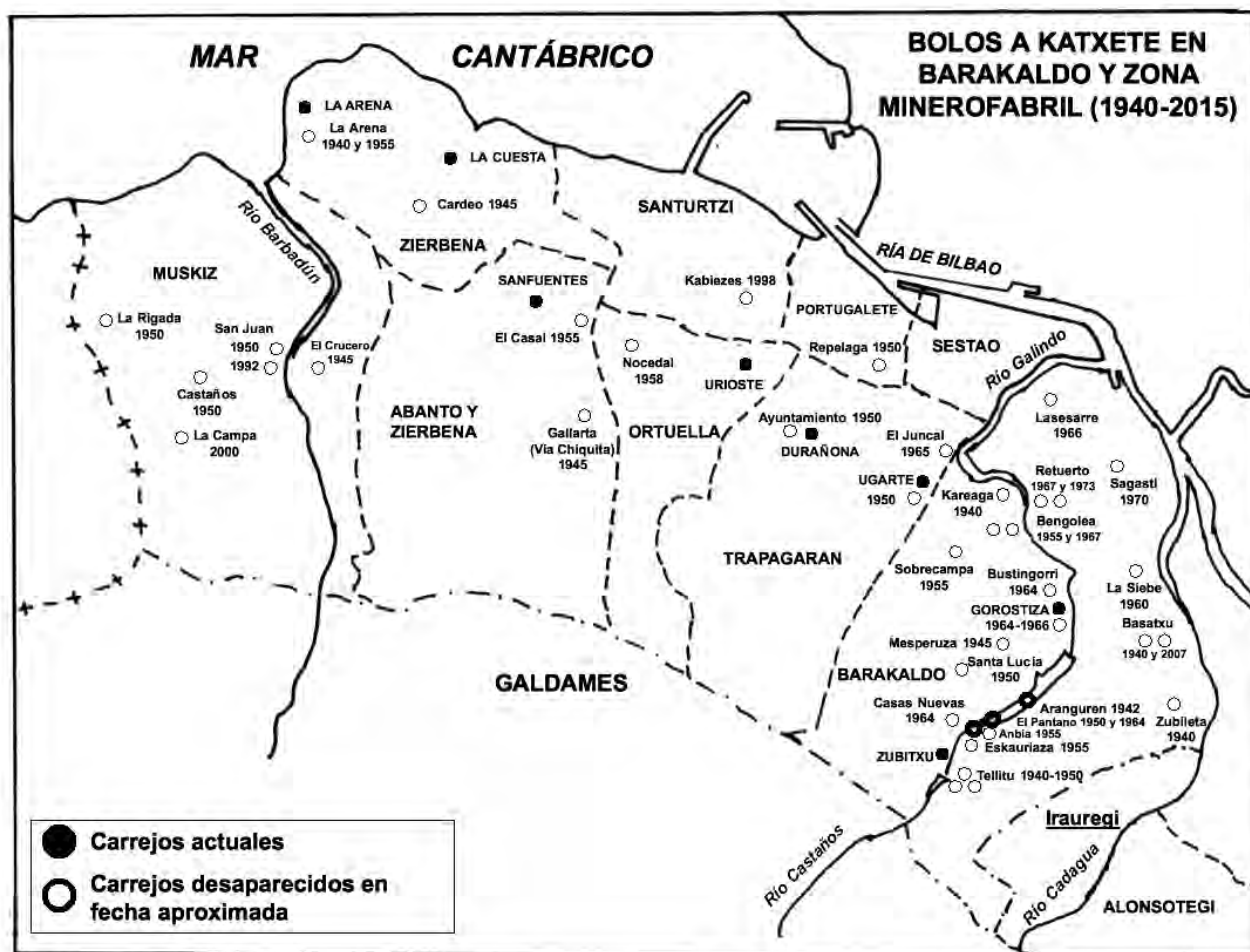 MAR CANTÁBRICO
BOLOS A KATXETE EN
BARAKALDO Y ZONA
MINEROFABRIL (1940-2015)
LA ARENA
La Arena
1940 y 1955
LA CUESTA
Cardeo 1945
ZIERBENA
SANTURTZI
Río Barbadún
MUSKIZ
La Rigada
1950
San Juan
1950
1992
El Crucero
1945
Castaños
1950
La Campa
2000
SANFUENTES
El Casal 1955
ABANTO Y
ZIERBENA
Gallarta
(Via Chiquita)
1945
Kabiezes 1998
RÍA DE BILBAO
PORTUGALETE
SESTAO
Río Galindo
Nocedal
1958
URIOSTE
Repelaga 1950
ORTUELLA
Ayuntamiento 1950
DURAÑONA
El Juncal
1965
UGARTE
1950
Lasesarre
1966
Retuerto
1967 y 1973
Sagasti
1970
Kareaga
1940
Bengolea
1955 y 1967
TRAPAGARAN
Sobrecampa
1955
Bustingorri
1964
La Siebe
1960
GOROSTIZA
1964-1966
Basatxu
1940 y 2007
Mesperuza 1945
BARAKALDO
Santa Lucía
1950
GALDAMES
Casas Nuevas
1964
Aranguren 1942
El Pantano 1950 y 1964
Anbia 1955
Eskauriaza 1955
Zubileta
1940
ZUBITXU
Tellitu 1940-1950
Irauregi
Río Castaños
Río Cadagua
ALONSOTEGI
Carrejos actuales
Carrejos desaparecidos en
fecha aproximada